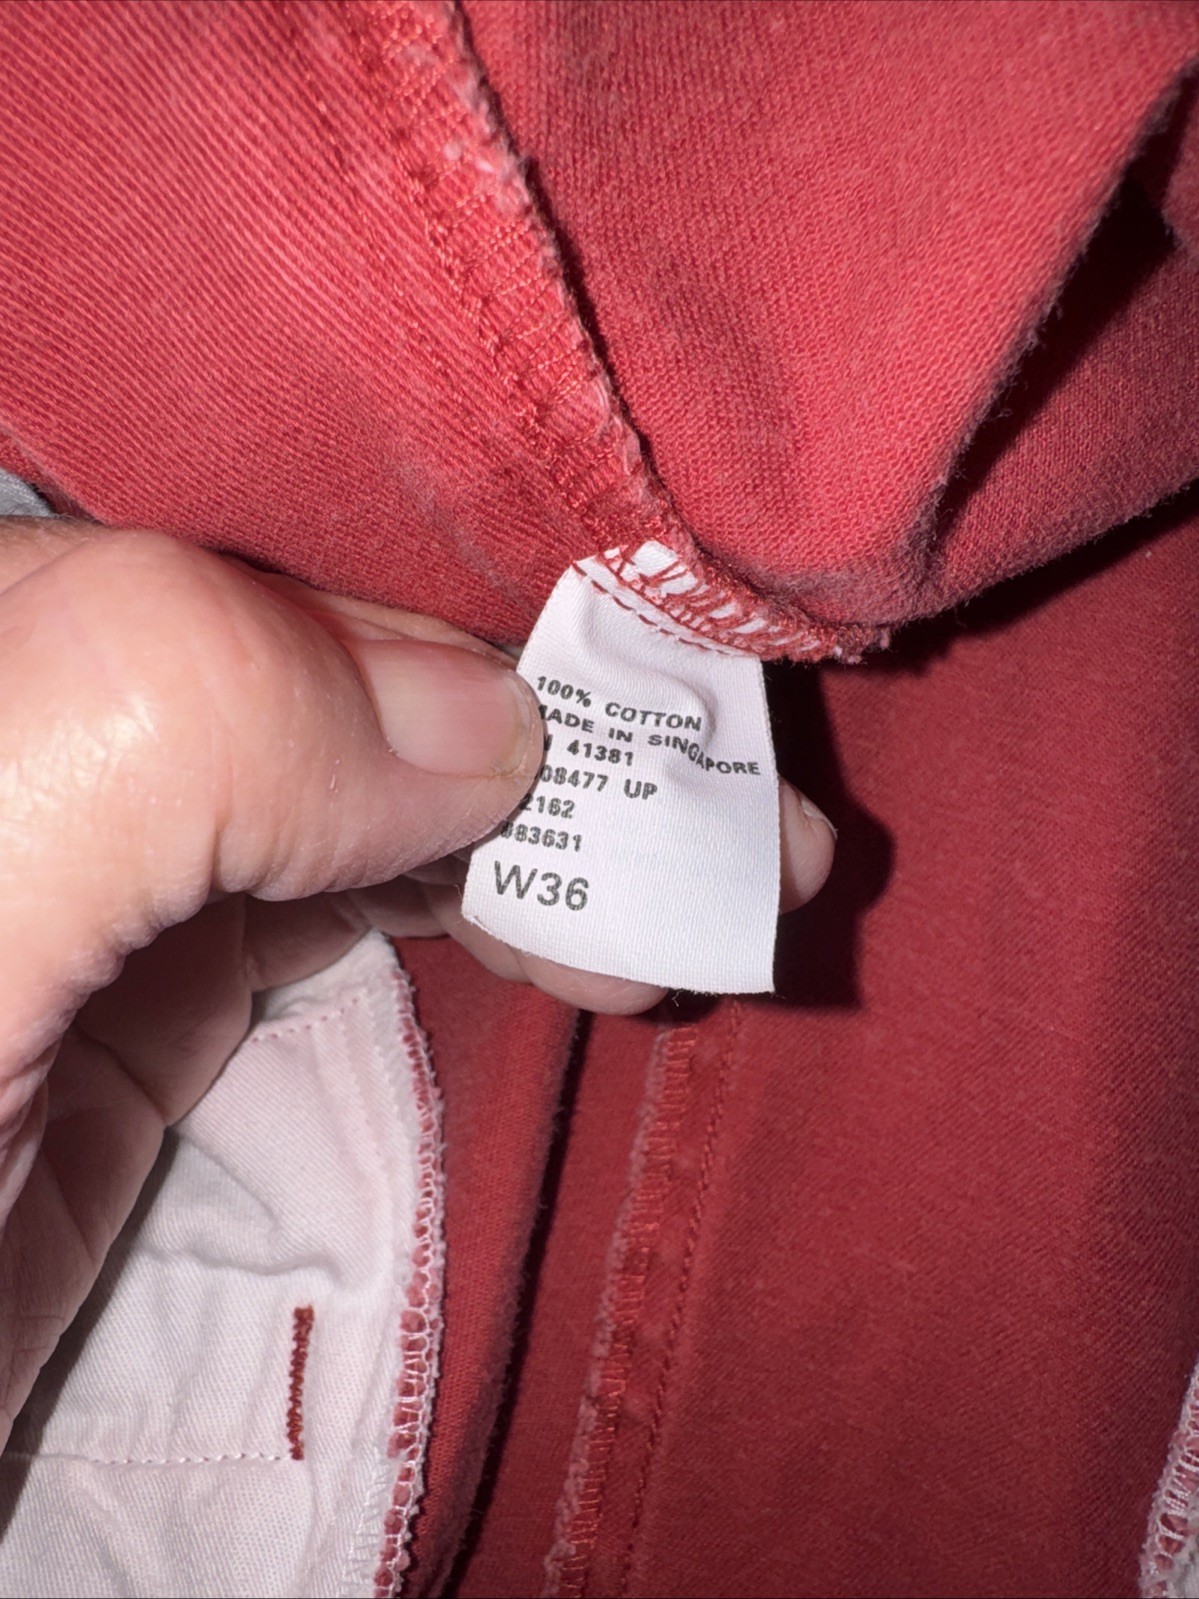 100% COTTON
MADE IN SINGAPORE
41381
08477 UP
2162
83631
W36